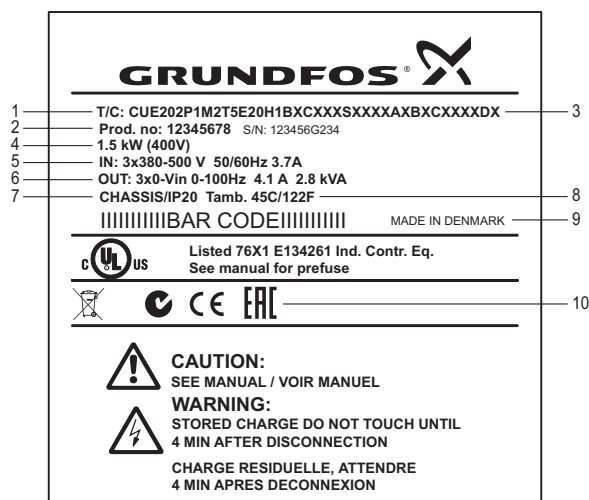 GRUNDFOS
1 T/C: CUE202P1M2T5E20H1BXCXXXSXXXXAXBXCXXXXDX 3
2 Prod. no: 12345678 S/N: 123456G234
4 1.5 kW (400V)
5 IN: 3x380-500 V 50/60Hz 3.7A
6 OUT: 3x0-Vin 0-100Hz 4.1 A 2.8 kVA
7 CHASSIS/IP20 Tamb. 45C/122F 8
IIIIIIIIIIIBAR CODEIIIIIIIIIII MADE IN DENMARK 9
C UL US
Listed 76X1 E134261 Ind. Contr. Eq.
See manual for prefuse
CE EAC 10
CAUTION:
SEE MANUAL / VOIR MANUEL
WARNING:
STORED CHARGE DO NOT TOUCH UNTIL
4 MIN AFTER DISCONNECTION
CHARGE RESIDUELLE, ATTENDRE
4 MIN APRES DECONNEXION